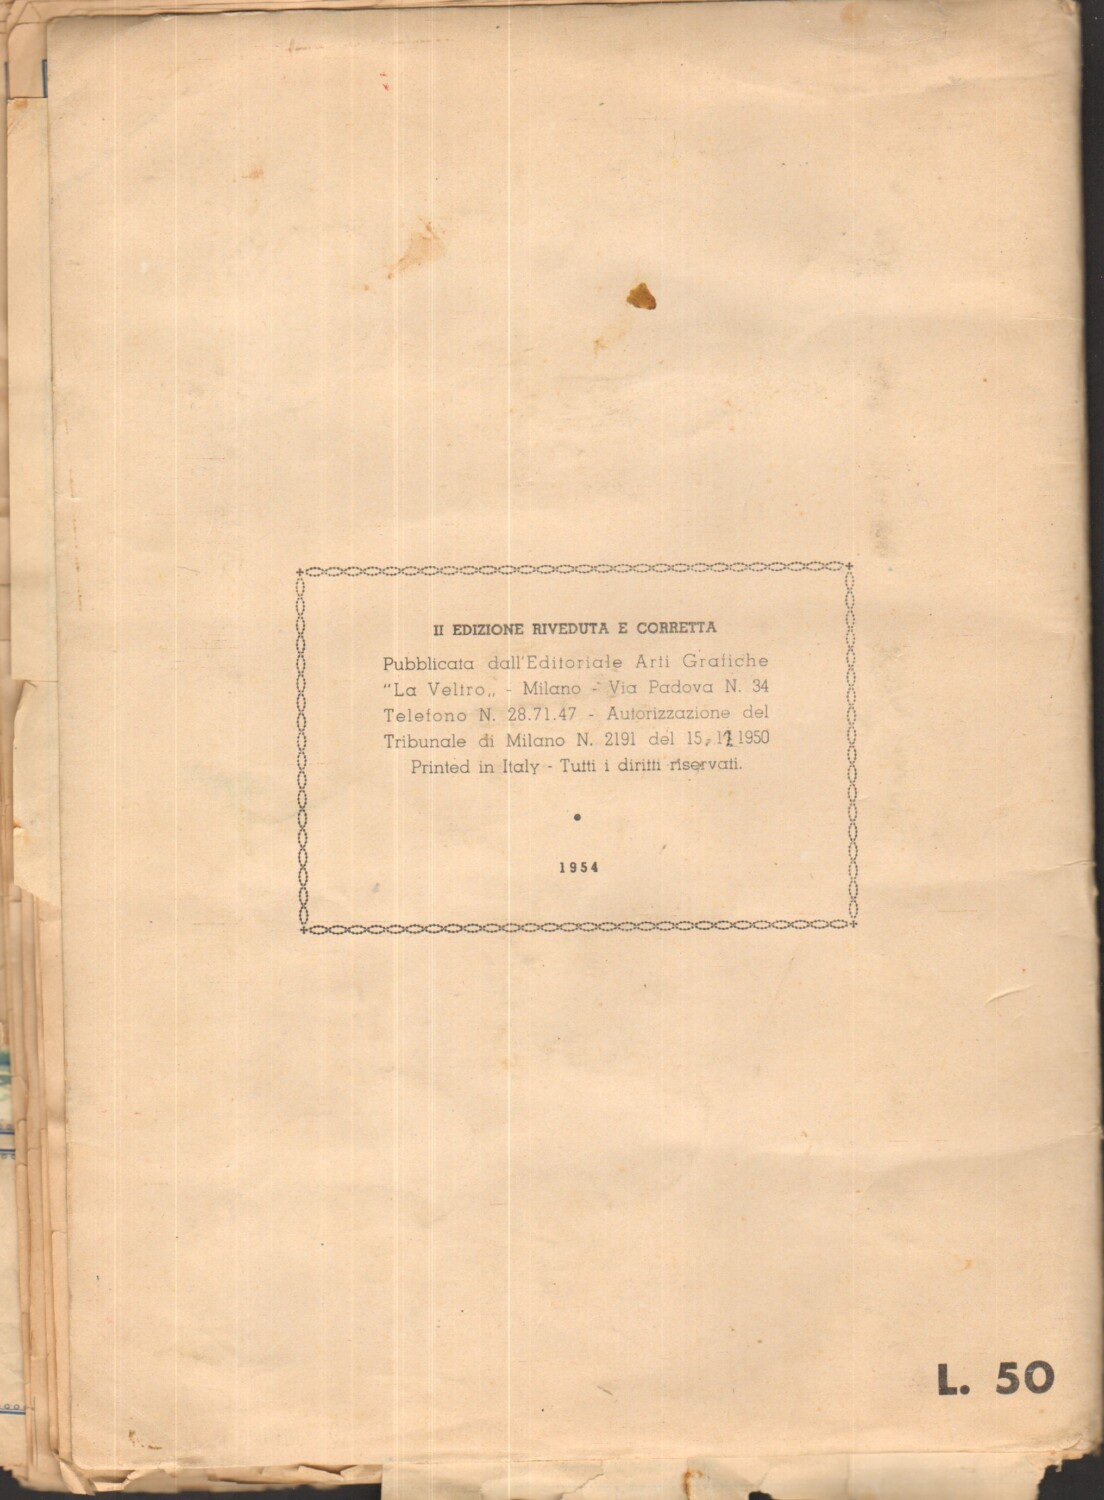 II EDIZIONE RIVEDUTA E CORRETTA
Pubblicata dall'Editoriale Arti Grafiche
"La Veltro„ - Milano - Via Padova N. 34
Telefono N. 28.71.47 - Autorizzazione del
Tribunale di Milano N. 2191 del 15, 12 1950
Printed in Italy - Tutti i diritti riservati.
•
1954
L. 50